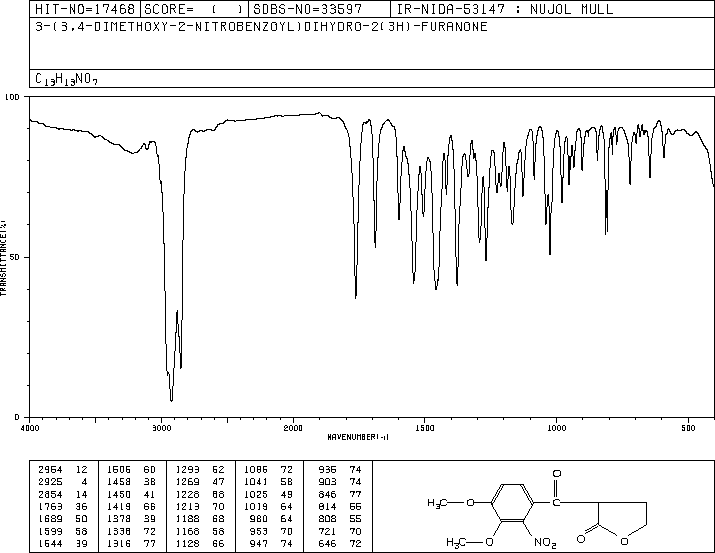 HIT-NO=17468 SCORE= ( ) SDBS-NO=33597 IR-NIDA-53147 : NUJOL MULL
3-(3,4-DIMETHOXY-2-NITROBENZOYL)DIHYDRO-2(3H)-FURANONE
C13H13NO7
100
50
0
TRANSMITTANCE(%)
4000 3000 2000 1500 1000 500
WAVENUMBER(-1)
2954 12 1506 60 1293 52 1086 72 936 74
2925 4 1458 38 1269 47 1041 58 903 74
2854 14 1450 41 1228 68 1025 49 846 77
1763 36 1419 66 1213 70 1019 64 814 55
1689 50 1378 39 1188 68 980 64 808 55
1599 58 1338 72 1168 58 953 70 721 70
1544 39 1316 77 1128 66 947 74 646 72
O
H3C O C
H3C O NO2 O O